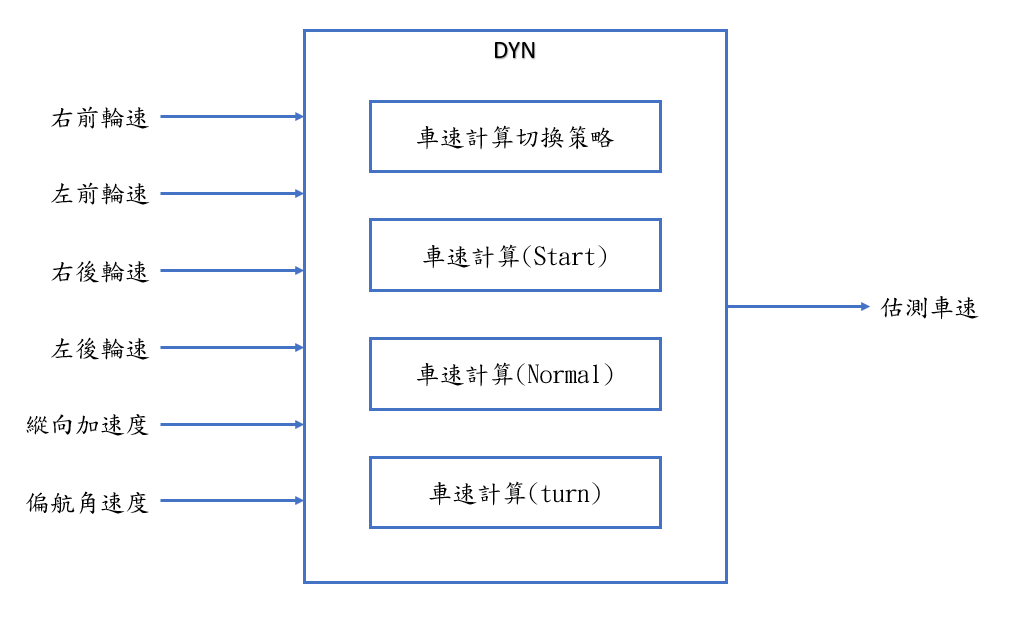 DYN
右前輪速
左前輪速
右後輪速
左後輪速
縱向加速度
偏航角速度
車速計算切換策略
車速計算(Start)
車速計算(Normal)
車速計算(turn)
估測車速